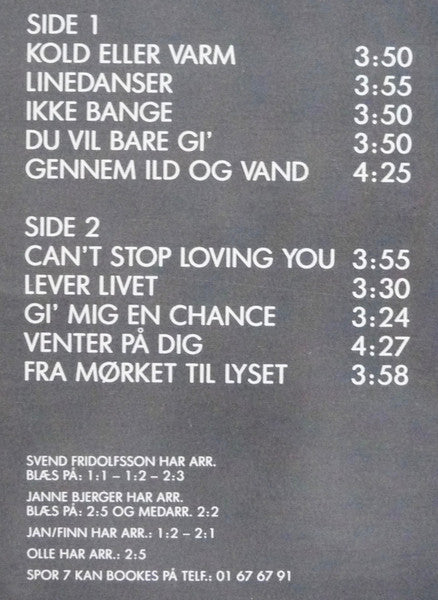 SIDE 1
KOLD ELLER VARM 3:50
LINEDANSER 3:55
IKKE BANGE 3:50
DU VIL BARE GI' 3:50
GENNEM ILD OG VAND 4:25
SIDE 2
CAN'T STOP LOVING YOU 3:55
LEVER LIVET 3:30
GI' MIG EN CHANCE 3:24
VENTER PÅ DIG 4:27
FRA MØRKET TIL LYSET 3:58
SVEND FRIDOLFSSON HAR ARR.
BLÆS PÅ: 1:1 – 1:2 – 2:3
JANNE BJERGER HAR ARR.
BLÆS PÅ: 2:5 OG MEDARR. 2:2
JAN/FINN HAR ARR.: 1:2 – 2:1
OLLE HAR ARR.: 2:5
SPOR 7 KAN BOOKES PÅ TELF.: 01 67 67 91